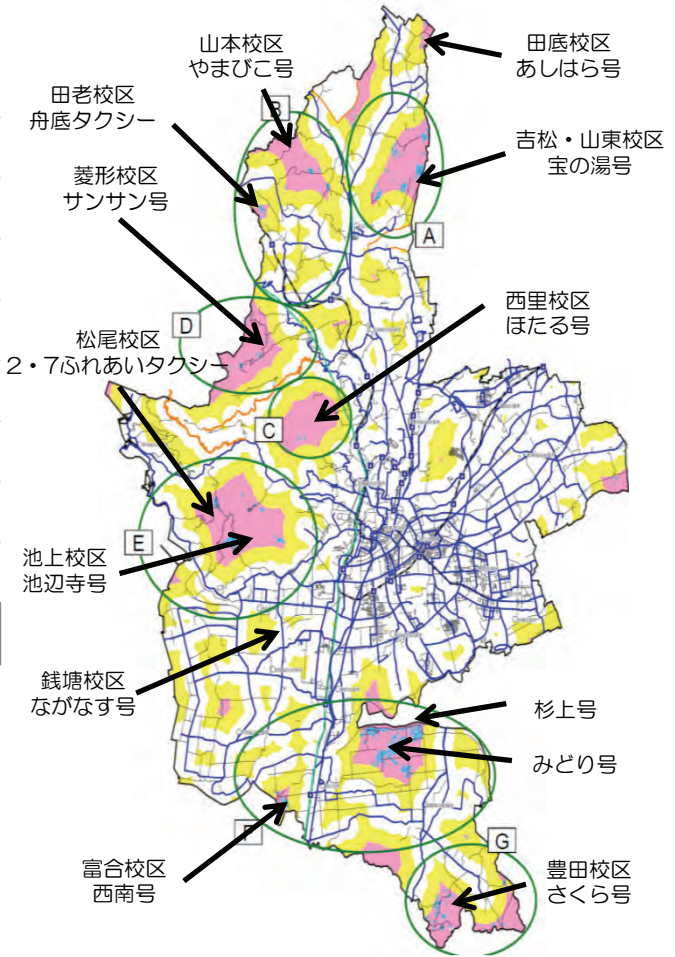 山本校区
やまびこ号
田底校区
あしはら号
田老校区
舟底タクシー
B
吉松・山東校区
宝の湯号
菱形校区
サンサン号
A
D
西里校区
ほたる号
松尾校区
2・7ふれあいタクシー
C
E
池上校区
池辺寺号
銭塘校区
ながなす号
杉上号
みどり号
F
G
富合校区
西南号
豊田校区
さくら号